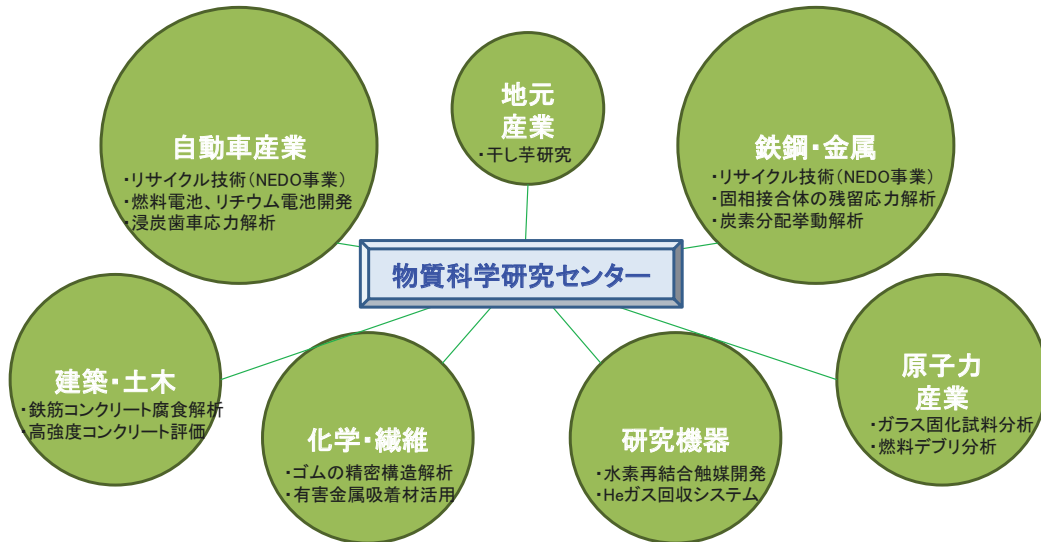 自動車産業
・リサイクル技術（NEDO事業）
・燃料電池、リチウム電池開発
・浸炭歯車応力解析
地元
産業
・干し芋研究
鉄鋼・金属
・リサイクル技術（NEDO事業）
・固相接合体の残留応力解析
・炭素分配挙動解析
物質科学研究センター
建築・土木
・鉄筋コンクリート腐食解析
・高強度コンクリート評価
化学・繊維
・ゴムの精密構造解析
・有害金属吸着材活用
研究機器
・水素再結合触媒開発
・Heガス回収システム
原子力
産業
・ガラス固化試料分析
・燃料デブリ分析